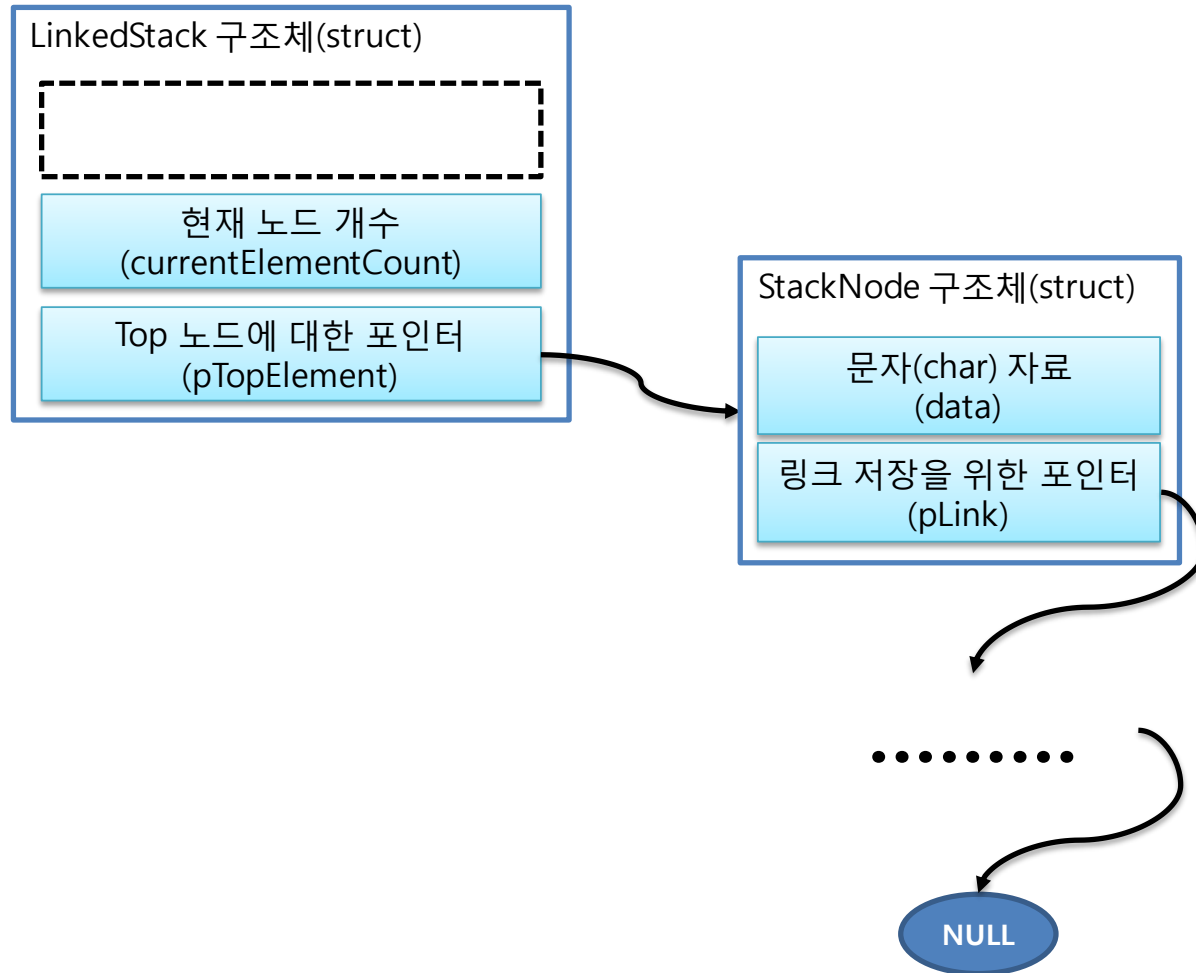 LinkedStack 구조체(struct)
현재 노드 개수
(currentElementCount)
Top 노드에 대한 포인터
(pTopElement)
StackNode 구조체(struct)
문자(char) 자료
(data)
링크 저장을 위한 포인터
(pLink)
NULL